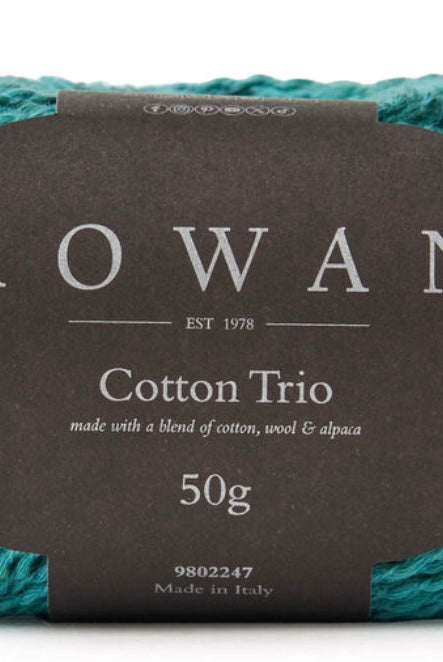 ROWAN
EST 1978
Cotton Trio
made with a blend of cotton, wool & alpaca
50g
9802247
Made in Italy